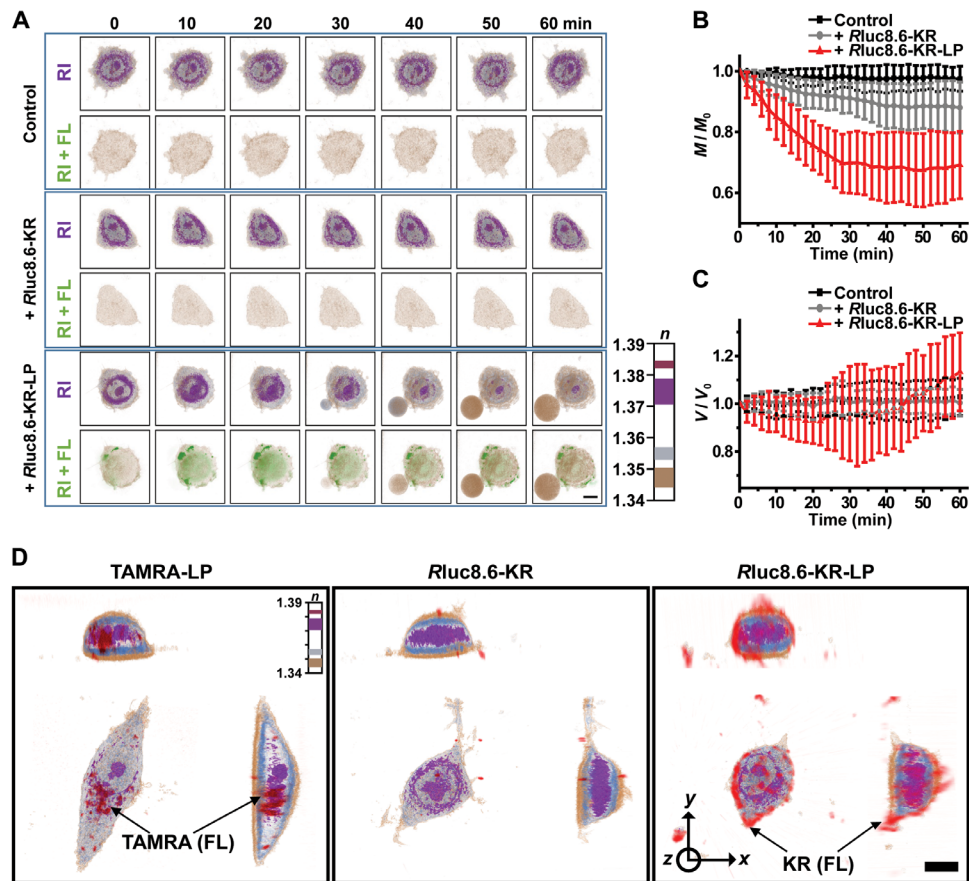 A
0 10 20 30 40 50 60 min
Control
RI
RI + FL
+ Rluc8.6-KR
RI
RI + FL
+ Rluc8.6-KR-LP
RI
RI + FL
n
1.39
1.38
1.37
1.36
1.35
1.34
B
Control
+ Rluc8.6-KR
+ Rluc8.6-KR-LP
M/M0
1.0
0.8
0.6
0 10 20 30 40 50 60
Time (min)
C
Control
+ Rluc8.6-KR
+ Rluc8.6-KR-LP
V/V0
1.2
1.0
0.8
0 10 20 30 40 50 60
Time (min)
D
TAMRA-LP
1.39 n
1.34
TAMRA (FL)
Rluc8.6-KR
Rluc8.6-KR-LP
y
z x
KR (FL)